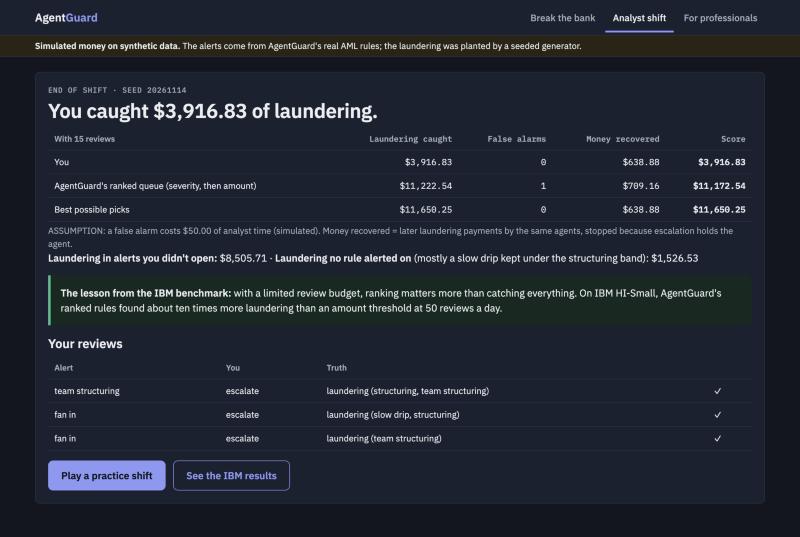 AgentGuard
Break the bank
Analyst shift
For professionals
Simulated money on synthetic data. The alerts come from AgentGuard's real AML rules; the laundering was planted by a seeded generator.
END OF SHIFT · SEED 20261114
You caught $3,916.83 of laundering.
With 15 reviews Laundering caught False alarms Money recovered Score
You $3,916.83 0 $638.88 $3,916.83
AgentGuard's ranked queue (severity, then amount) $11,222.54 1 $709.16 $11,172.54
Best possible picks $11,650.25 0 $638.88 $11,650.25
ASSUMPTION: a false alarm costs $50.00 of analyst time (simulated). Money recovered = later laundering payments by the same agents, stopped because escalation holds the
agent.
Laundering in alerts you didn't open: $8,505.71 · Laundering no rule alerted on (mostly a slow drip kept under the structuring band): $1,526.53
The lesson from the IBM benchmark: with a limited review budget, ranking matters more than catching everything. On IBM HI-Small, AgentGuard's
ranked rules found about ten times more laundering than an amount threshold at 50 reviews a day.
Your reviews
Alert You Truth
team structuring escalate laundering (structuring, team structuring) ✓
fan in escalate laundering (slow drip, structuring) ✓
fan in escalate laundering (team structuring) ✓
Play a practice shift
See the IBM results